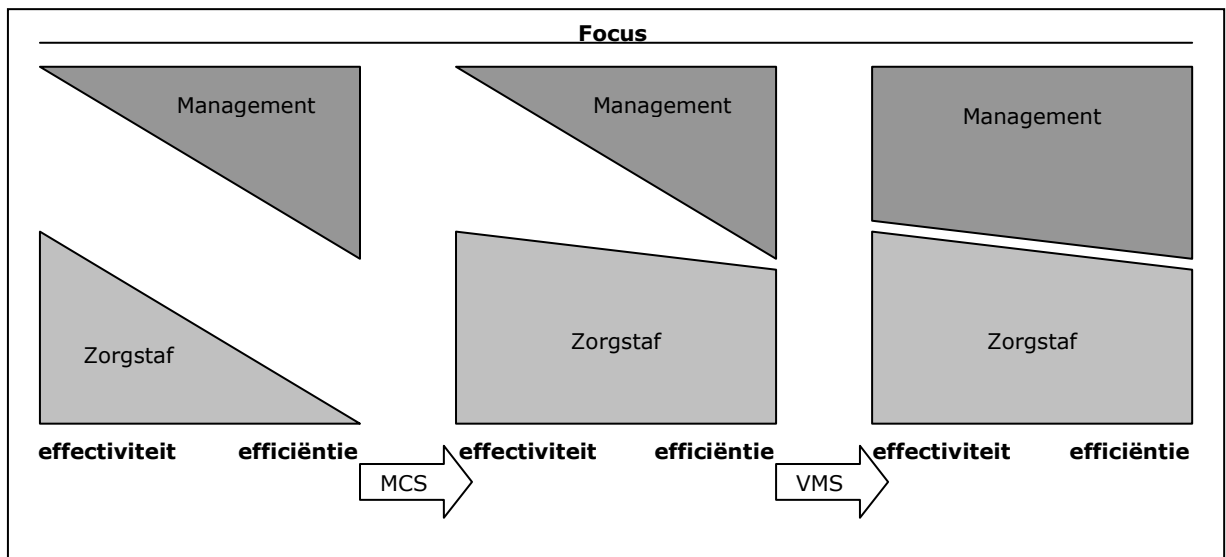 Focus
Management Management Management
Zorgstaf Zorgstaf Zorgstaf
effectiviteit efficiëntie effectiviteit efficiëntie effectiviteit efficiëntie
MCS VMS